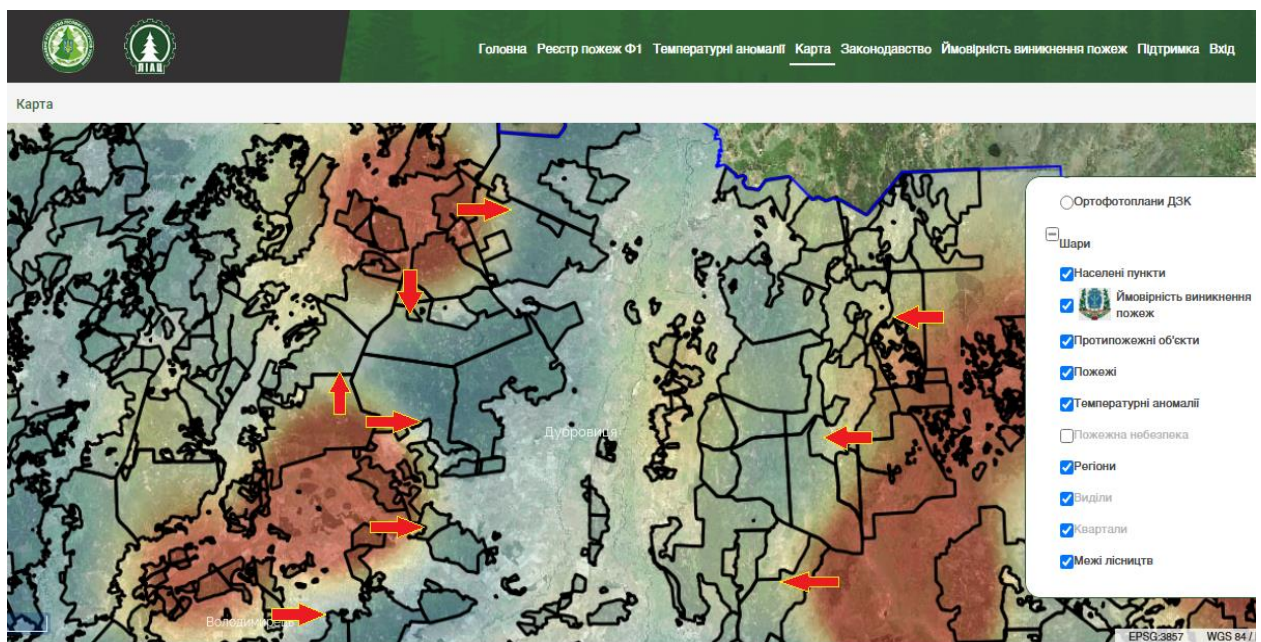 ЛІАЦ
Головна Реєстр пожеж Ф1 Температурні аномалії Карта Законодавство Ймовірність виникнення пожеж Підтримка Вхід
Карта
Ортофотоплани ДЗК
Шари
Населені пункти
Ймовірність виникнення
пожеж
Протипожежні об'єкти
Пожежі
Температурні аномалії
Пожежна небезпека
Регіони
Виділи
Квартали
Межі лісництв
Дубровиця
Володимирець
EPSG:3857 WGS 84 /